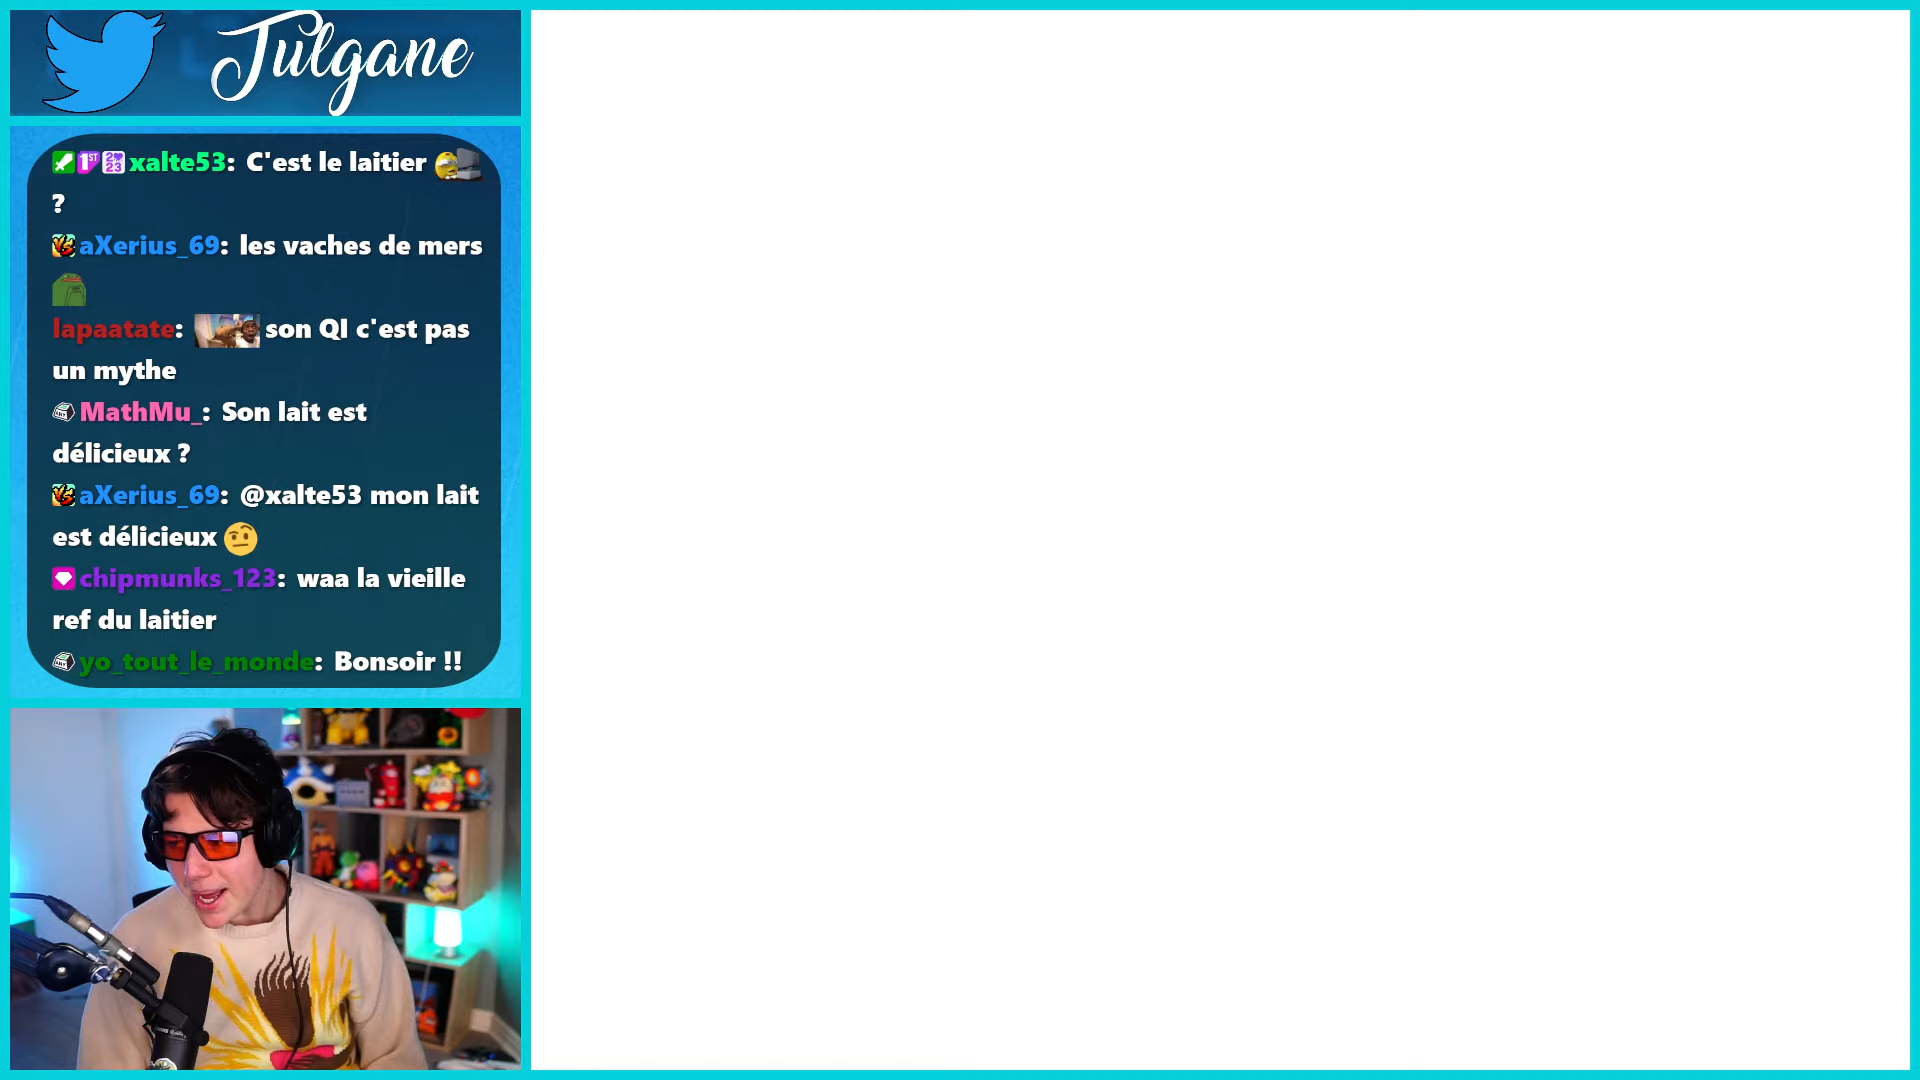 Julgane
xalte53: C'est le laitier
?
aXerius_69: les vaches de mers
lapaatate: son QI c'est pas
un mythe
MathMu_: Son lait est
délicieux ?
aXerius_69: @xalte53 mon lait
est délicieux
chipmunks_123: waa la vieille
ref du laitier
yo_tout_le_monde: Bonsoir !!